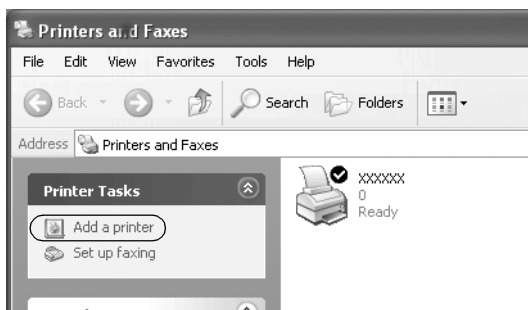 Printers and Faxes
File Edit View Favorites Tools Help
Back Search Folders
Address Printers and Faxes
Printer Tasks
Add a printer
Set up faxing
xxxxxx
0
Ready